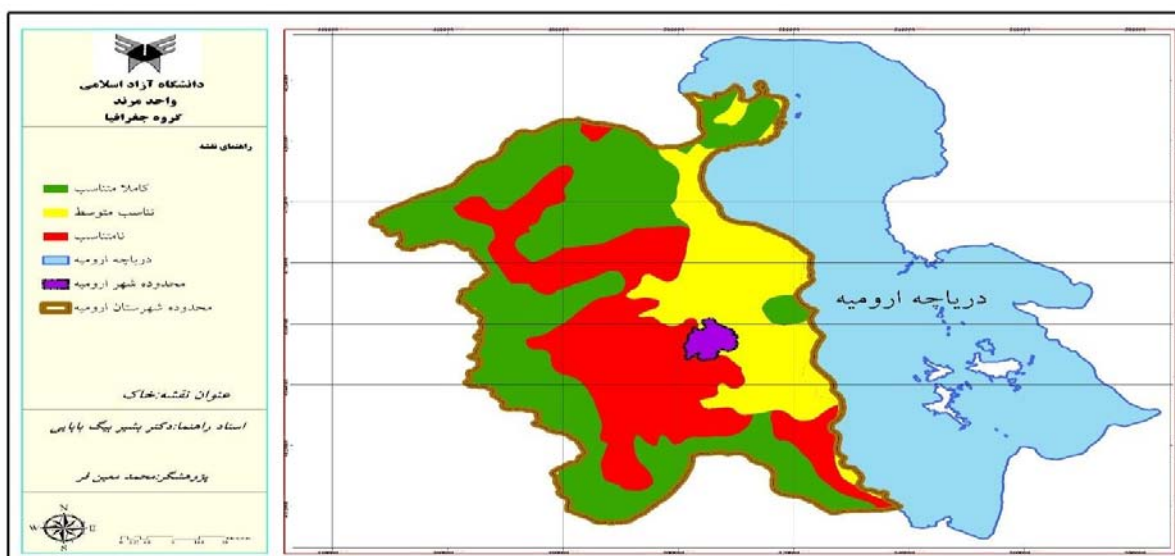 دانشگاه آزاد اسلامی
واحد مرند
گروه جغرافیا
راهنمای نقشه
کاملا متناسب
تناسب متوسط
نامتناسب
دریاچه ارومیه
محدوده شهر ارومیه
محدوده شهرستان ارومیه
عنوان نقشه:خاک
استاد راهنما:دکتر بشیر بیگ بابایی
پژوهشگر:محمد معین فر
N
W E
S
دریاچه ارومیه